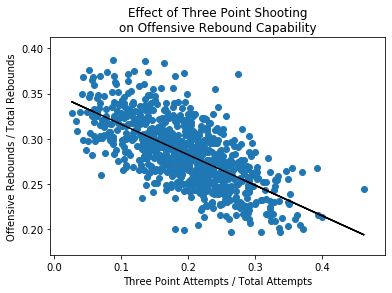 Effect of Three Point Shooting
on Offensive Rebound Capability
Offensive Rebounds / Total Rebounds
0.40
0.35
0.30
0.25
0.20
0.0 0.1 0.2 0.3 0.4
Three Point Attempts / Total Attempts